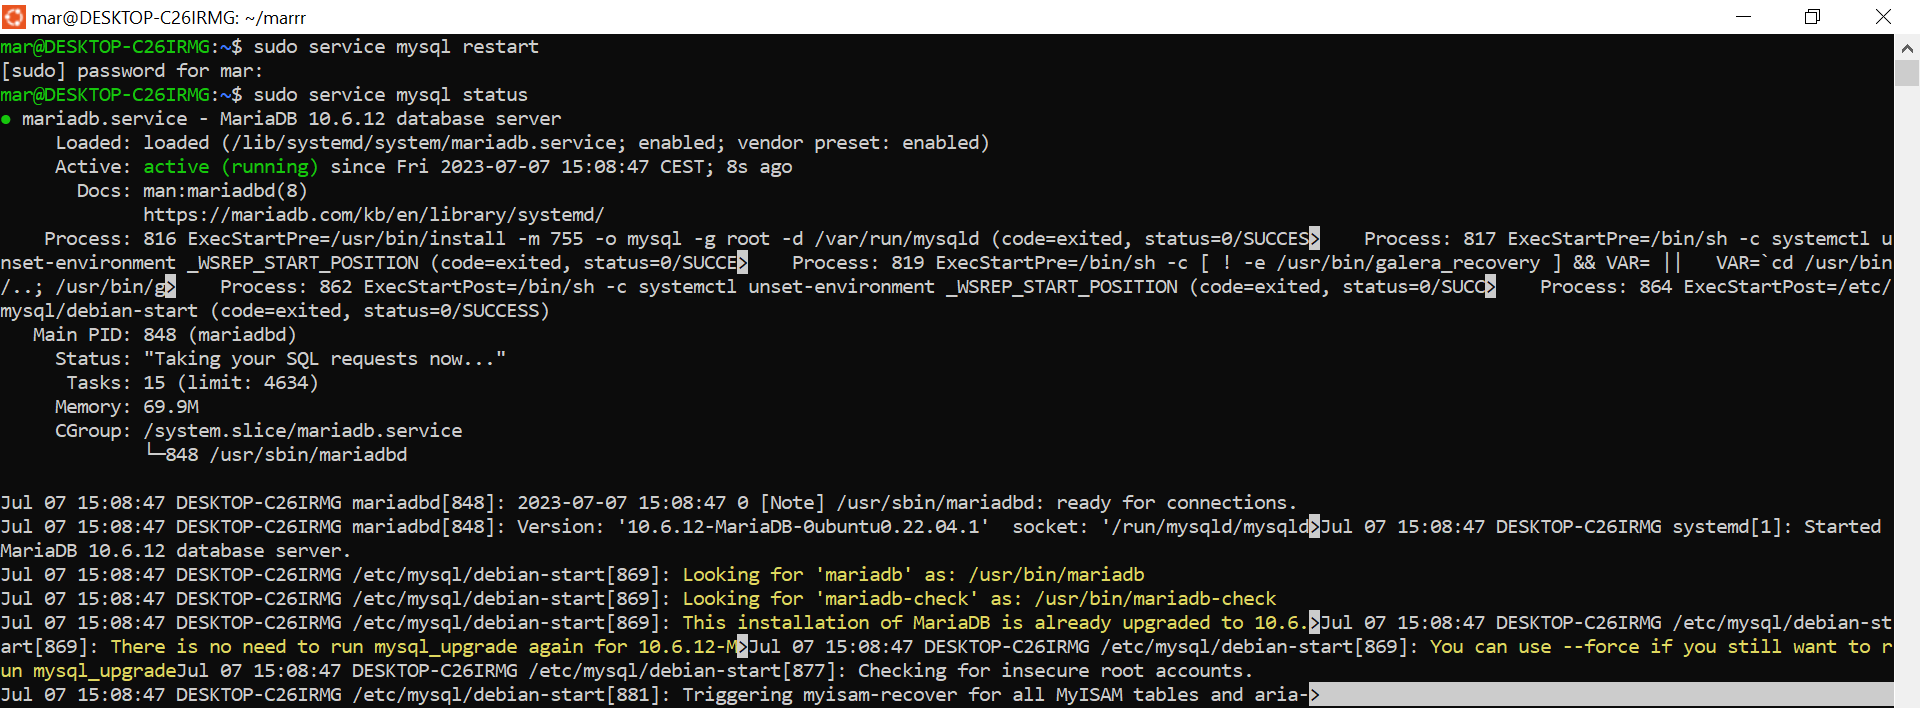 mar@DESKTOP-C26IRMG: ~/marrr
mar@DESKTOP-C26IRMG:~$ sudo service mysql restart
[sudo] password for mar:
mar@DESKTOP-C26IRMG:~$ sudo service mysql status
● mariadb.service - MariaDB 10.6.12 database server
     Loaded: loaded (/lib/systemd/system/mariadb.service; enabled; vendor preset: enabled)
     Active: active (running) since Fri 2023-07-07 15:08:47 CEST; 8s ago
       Docs: man:mariadbd(8)
             https://mariadb.com/kb/en/library/systemd/
    Process: 816 ExecStartPre=/usr/bin/install -m 755 -o mysql -g root -d /var/run/mysqld (code=exited, status=0/SUCCES>    Process: 817 ExecStartPre=/bin/sh -c systemctl u
nset-environment _WSREP_START_POSITION (code=exited, status=0/SUCCE>    Process: 819 ExecStartPre=/bin/sh -c [ ! -e /usr/bin/galera_recovery ] && VAR= ||   VAR=`cd /usr/bin
/..; /usr/bin/g>    Process: 862 ExecStartPost=/bin/sh -c systemctl unset-environment _WSREP_START_POSITION (code=exited, status=0/SUCC>    Process: 864 ExecStartPost=/etc/
mysql/debian-start (code=exited, status=0/SUCCESS)
   Main PID: 848 (mariadbd)
     Status: "Taking your SQL requests now..."
      Tasks: 15 (limit: 4634)
     Memory: 69.9M
     CGroup: /system.slice/mariadb.service
             └─848 /usr/sbin/mariadbd
Jul 07 15:08:47 DESKTOP-C26IRMG mariadbd[848]: 2023-07-07 15:08:47 0 [Note] /usr/sbin/mariadbd: ready for connections.
Jul 07 15:08:47 DESKTOP-C26IRMG mariadbd[848]: Version: '10.6.12-MariaDB-0ubuntu0.22.04.1'  socket: '/run/mysqld/mysqld>Jul 07 15:08:47 DESKTOP-C26IRMG systemd[1]: Started
MariaDB 10.6.12 database server.
Jul 07 15:08:47 DESKTOP-C26IRMG /etc/mysql/debian-start[869]: Looking for 'mariadb' as: /usr/bin/mariadb
Jul 07 15:08:47 DESKTOP-C26IRMG /etc/mysql/debian-start[869]: Looking for 'mariadb-check' as: /usr/bin/mariadb-check
Jul 07 15:08:47 DESKTOP-C26IRMG /etc/mysql/debian-start[869]: This installation of MariaDB is already upgraded to 10.6.>Jul 07 15:08:47 DESKTOP-C26IRMG /etc/mysql/debian-st
art[869]: There is no need to run mysql_upgrade again for 10.6.12-M>Jul 07 15:08:47 DESKTOP-C26IRMG /etc/mysql/debian-start[869]: You can use --force if you still want to r
un mysql_upgradeJul 07 15:08:47 DESKTOP-C26IRMG /etc/mysql/debian-start[877]: Checking for insecure root accounts.
Jul 07 15:08:47 DESKTOP-C26IRMG /etc/mysql/debian-start[881]: Triggering myisam-recover for all MyISAM tables and aria->